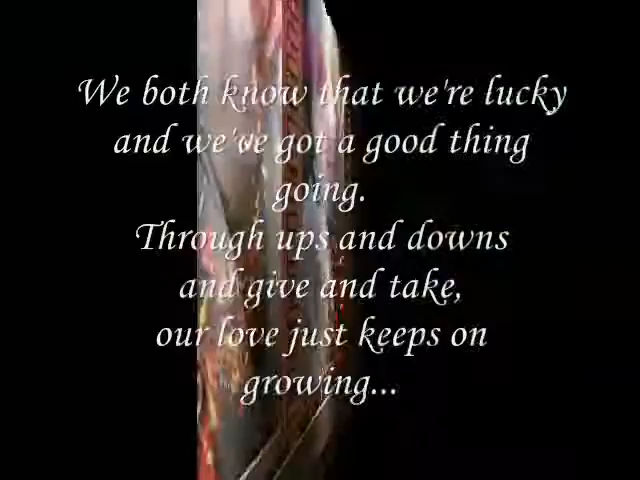 We both know that we're lucky
and we've got a good thing
going.
Through ups and downs
and give and take,
our love just keeps on
growing...